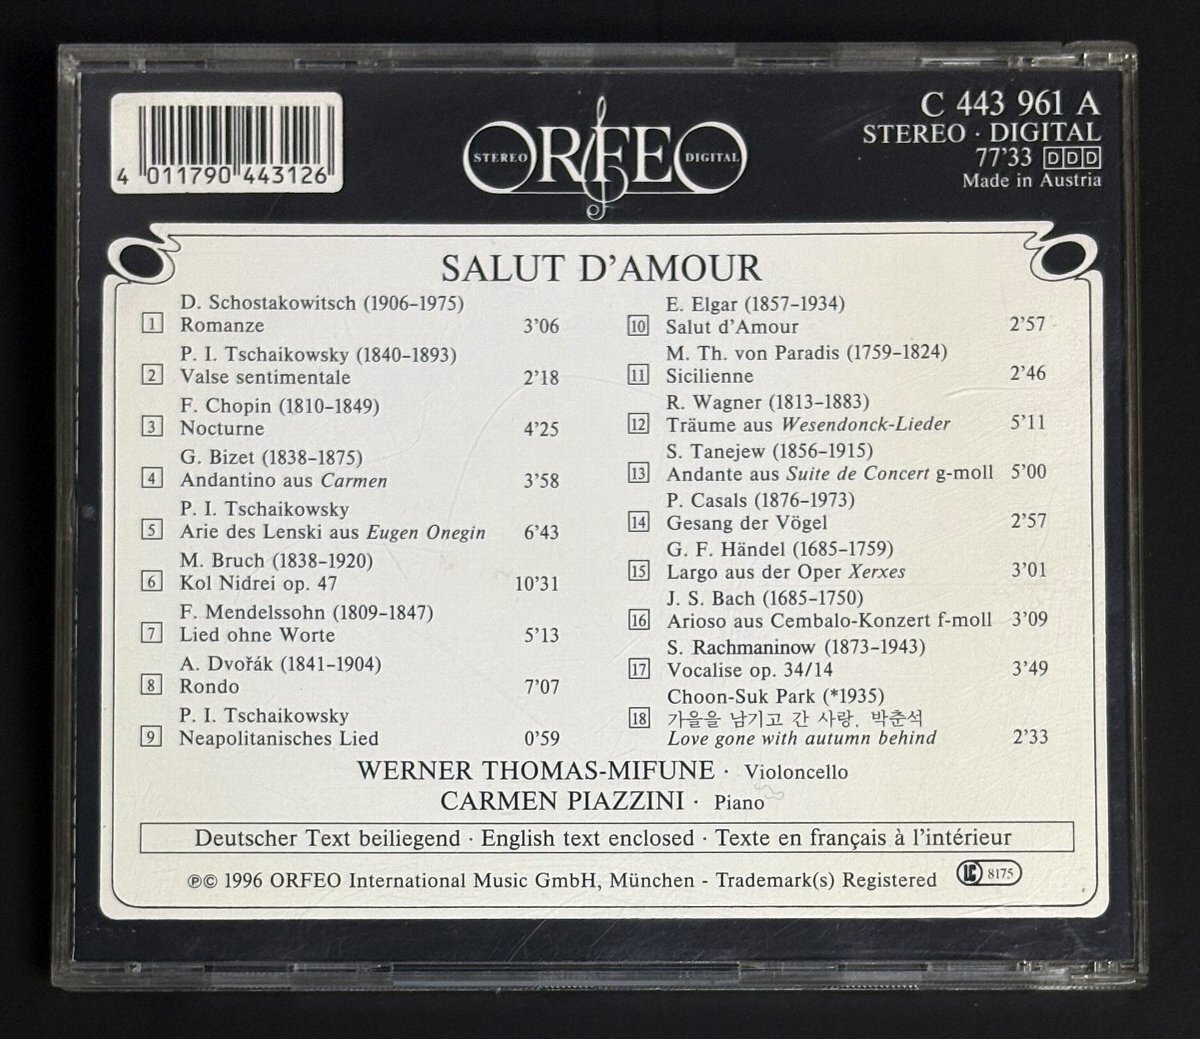 4 011790 443126
STEREO ORFEO DIGITAL
C 443 961 A
STEREO · DIGITAL
77'33 DDD
Made in Austria
SALUT D'AMOUR
D. Schostakowitsch (1906–1975)
1 Romanze 3'06
P. I. Tschaikowsky (1840–1893)
2 Valse sentimentale 2'18
F. Chopin (1810–1849)
3 Nocturne 4'25
G. Bizet (1838–1875)
4 Andantino aus Carmen 3'58
P. I. Tschaikowsky
5 Arie des Lenski aus Eugen Onegin 6'43
M. Bruch (1838–1920)
6 Kol Nidrei op. 47 10'31
F. Mendelssohn (1809–1847)
7 Lied ohne Worte 5'13
A. Dvořák (1841–1904)
8 Rondo 7'07
P. I. Tschaikowsky
9 Neapolitanisches Lied 0'59
E. Elgar (1857–1934)
10 Salut d'Amour 2'57
M. Th. von Paradis (1759–1824)
11 Sicilienne 2'46
R. Wagner (1813–1883)
12 Träume aus Wesendonck-Lieder 5'11
S. Tanejew (1856–1915)
13 Andante aus Suite de Concert g-moll 5'00
P. Casals (1876–1973)
14 Gesang der Vögel 2'57
G. F. Händel (1685–1759)
15 Largo aus der Oper Xerxes 3'01
J. S. Bach (1685–1750)
16 Arioso aus Cembalo-Konzert f-moll 3'09
S. Rachmaninow (1873–1943)
17 Vocalise op. 34/14 3'49
Choon-Suk Park (*1935)
18 가을을 남기고 간 사랑, 박춘석
Love gone with autumn behind 2'33
WERNER THOMAS-MIFUNE · Violoncello
CARMEN PIAZZINI · Piano
Deutscher Text beiliegend · English text enclosed · Texte en français à l'intérieur
℗© 1996 ORFEO International Music GmbH, München - Trademark(s) Registered LC 8175